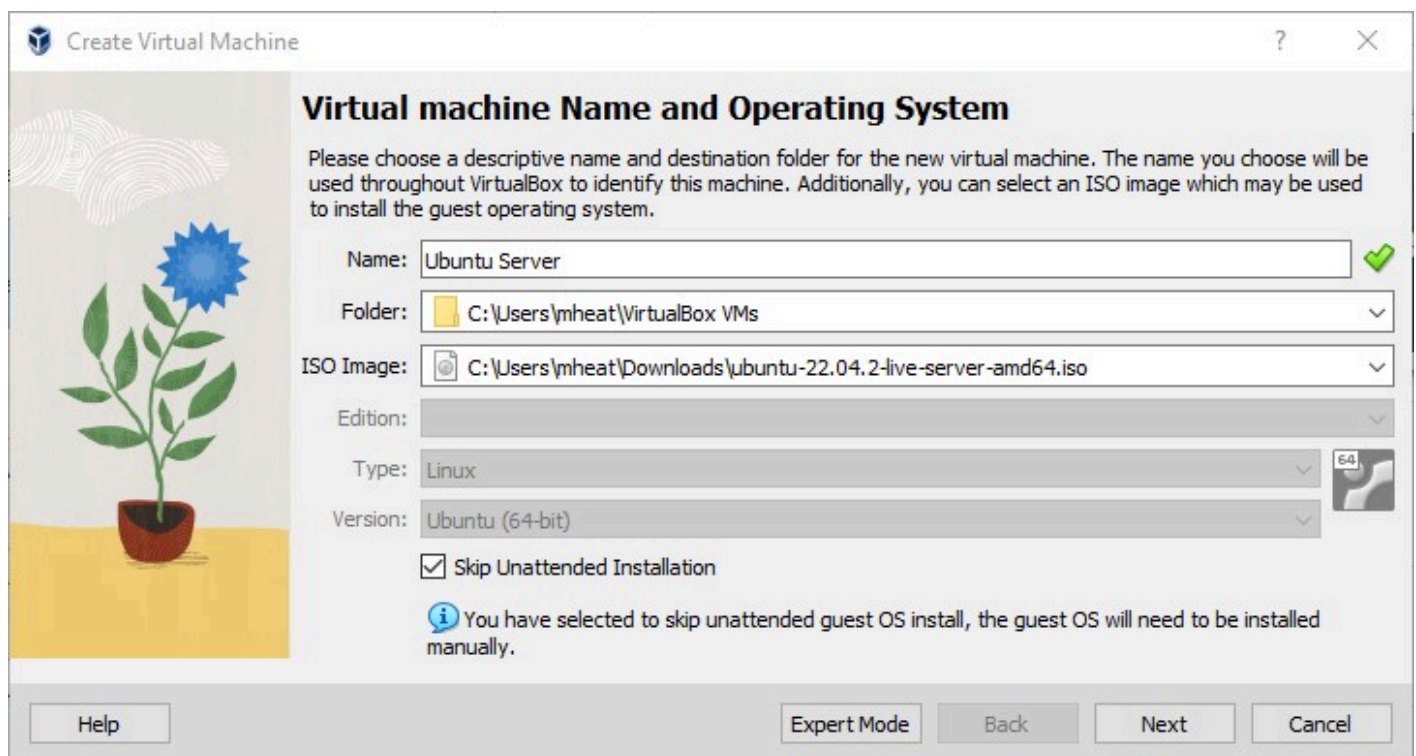 Create Virtual Machine
?
Virtual machine Name and Operating System
Please choose a descriptive name and destination folder for the new virtual machine. The name you choose will be
used throughout VirtualBox to identify this machine. Additionally, you can select an ISO image which may be used
to install the guest operating system.
Name: Ubuntu Server
Folder: C:\Users\mheat\VirtualBox VMs
ISO Image: C:\Users\mheat\Downloads\ubuntu-22.04.2-live-server-amd64.iso
Edition:
Type: Linux
64
Version: Ubuntu (64-bit)
Skip Unattended Installation
You have selected to skip unattended guest OS install, the guest OS will need to be installed
manually.
Help Expert Mode Back Next Cancel